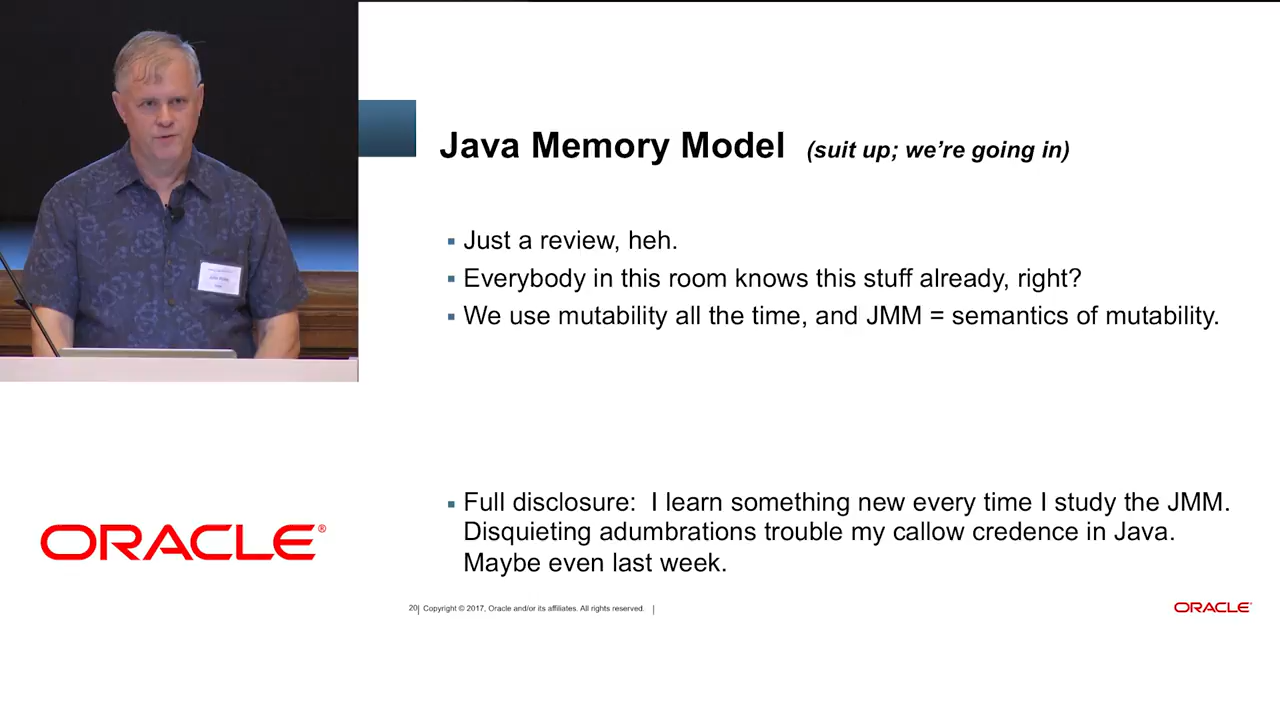 Java Memory Model (suit up; we’re going in)
▪ Just a review, heh.
▪ Everybody in this room knows this stuff already, right?
▪ We use mutability all the time, and JMM = semantics of mutability.
▪ Full disclosure:  I learn something new every time I study the JMM.
Disquieting adumbrations trouble my callow credence in Java.
Maybe even last week.
ORACLE®
20| Copyright © 2017, Oracle and/or its affiliates. All rights reserved. |
ORACLE®